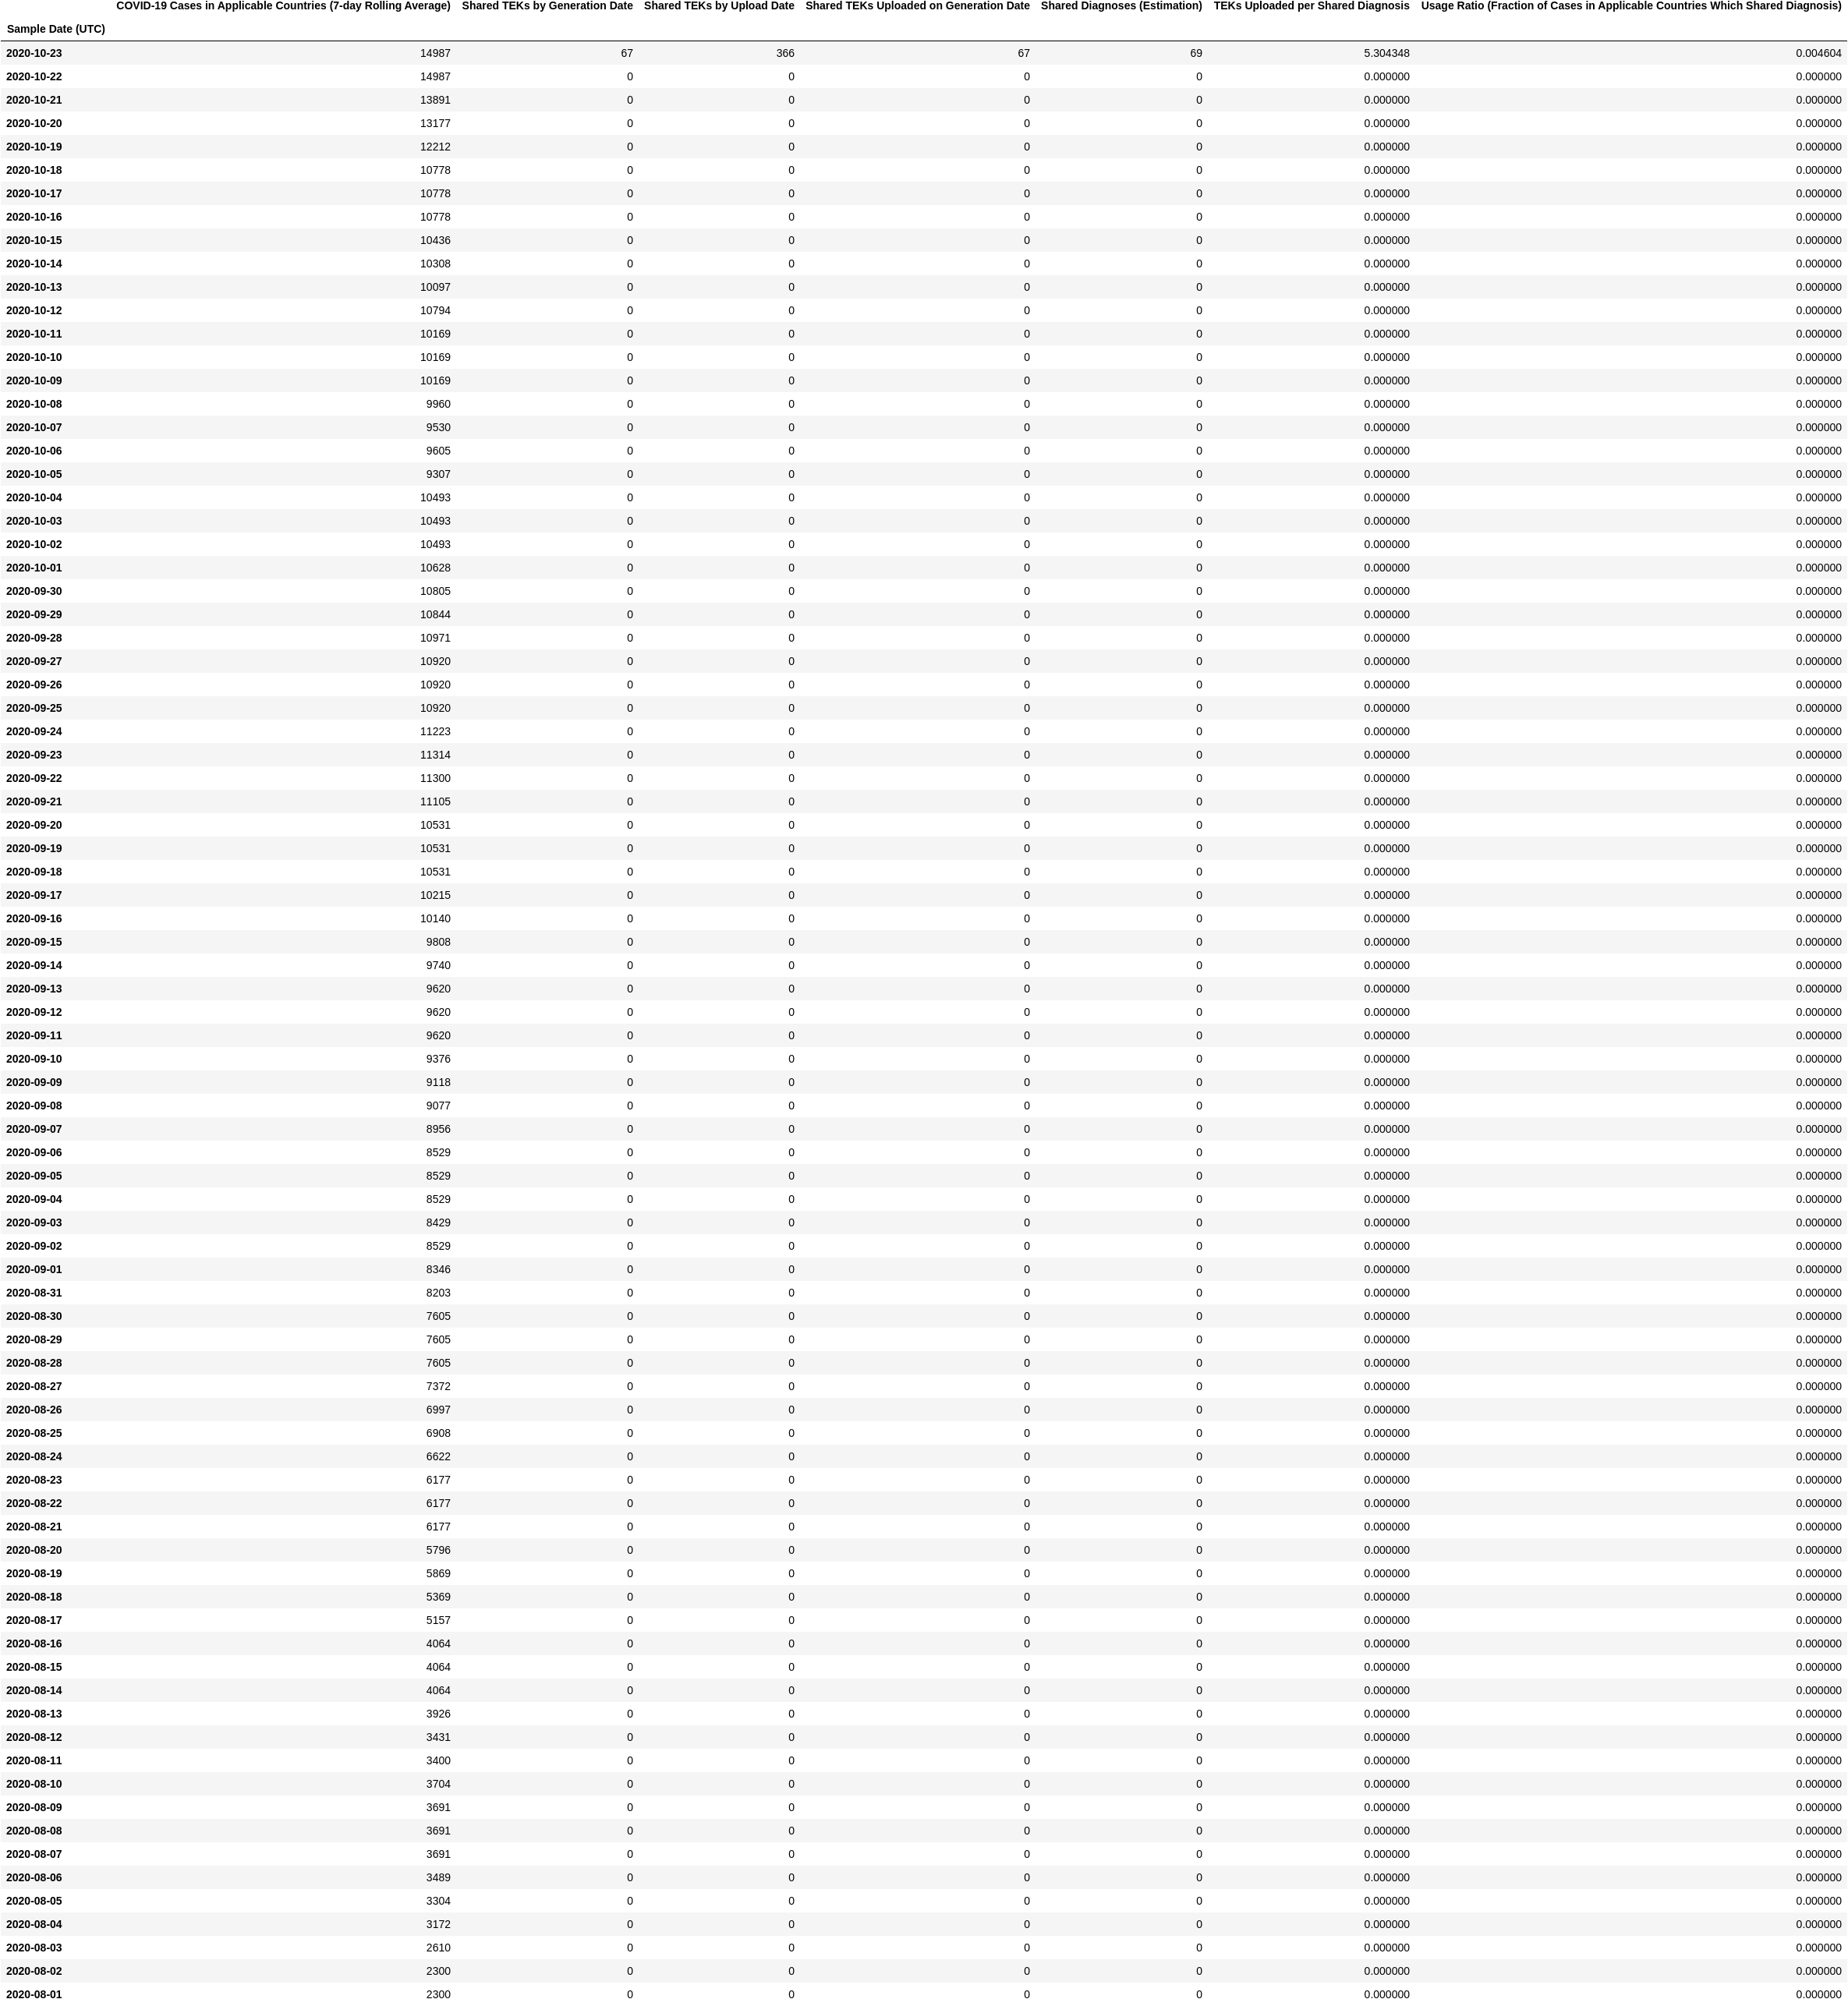 COVID-19 Cases in Applicable Countries (7-day Rolling Average) Shared TEKs by Generation Date Shared TEKs by Upload Date Shared TEKs Uploaded on Generation Date Shared Diagnoses (Estimation) TEKs Uploaded per Shared Diagnosis Usage Ratio (Fraction of Cases in Applicable Countries Which Shared Diagnosis)
Sample Date (UTC)
2020-10-23 14987 67 366 67 69 5.304348 0.004604
2020-10-22 14987 0 0 0 0 0.000000 0.000000
2020-10-21 13891 0 0 0 0 0.000000 0.000000
2020-10-20 13177 0 0 0 0 0.000000 0.000000
2020-10-19 12212 0 0 0 0 0.000000 0.000000
2020-10-18 10778 0 0 0 0 0.000000 0.000000
2020-10-17 10778 0 0 0 0 0.000000 0.000000
2020-10-16 10778 0 0 0 0 0.000000 0.000000
2020-10-15 10436 0 0 0 0 0.000000 0.000000
2020-10-14 10308 0 0 0 0 0.000000 0.000000
2020-10-13 10097 0 0 0 0 0.000000 0.000000
2020-10-12 10794 0 0 0 0 0.000000 0.000000
2020-10-11 10169 0 0 0 0 0.000000 0.000000
2020-10-10 10169 0 0 0 0 0.000000 0.000000
2020-10-09 10169 0 0 0 0 0.000000 0.000000
2020-10-08 9960 0 0 0 0 0.000000 0.000000
2020-10-07 9530 0 0 0 0 0.000000 0.000000
2020-10-06 9605 0 0 0 0 0.000000 0.000000
2020-10-05 9307 0 0 0 0 0.000000 0.000000
2020-10-04 10493 0 0 0 0 0.000000 0.000000
2020-10-03 10493 0 0 0 0 0.000000 0.000000
2020-10-02 10493 0 0 0 0 0.000000 0.000000
2020-10-01 10628 0 0 0 0 0.000000 0.000000
2020-09-30 10805 0 0 0 0 0.000000 0.000000
2020-09-29 10844 0 0 0 0 0.000000 0.000000
2020-09-28 10971 0 0 0 0 0.000000 0.000000
2020-09-27 10920 0 0 0 0 0.000000 0.000000
2020-09-26 10920 0 0 0 0 0.000000 0.000000
2020-09-25 10920 0 0 0 0 0.000000 0.000000
2020-09-24 11223 0 0 0 0 0.000000 0.000000
2020-09-23 11314 0 0 0 0 0.000000 0.000000
2020-09-22 11300 0 0 0 0 0.000000 0.000000
2020-09-21 11105 0 0 0 0 0.000000 0.000000
2020-09-20 10531 0 0 0 0 0.000000 0.000000
2020-09-19 10531 0 0 0 0 0.000000 0.000000
2020-09-18 10531 0 0 0 0 0.000000 0.000000
2020-09-17 10215 0 0 0 0 0.000000 0.000000
2020-09-16 10140 0 0 0 0 0.000000 0.000000
2020-09-15 9808 0 0 0 0 0.000000 0.000000
2020-09-14 9740 0 0 0 0 0.000000 0.000000
2020-09-13 9620 0 0 0 0 0.000000 0.000000
2020-09-12 9620 0 0 0 0 0.000000 0.000000
2020-09-11 9620 0 0 0 0 0.000000 0.000000
2020-09-10 9376 0 0 0 0 0.000000 0.000000
2020-09-09 9118 0 0 0 0 0.000000 0.000000
2020-09-08 9077 0 0 0 0 0.000000 0.000000
2020-09-07 8956 0 0 0 0 0.000000 0.000000
2020-09-06 8529 0 0 0 0 0.000000 0.000000
2020-09-05 8529 0 0 0 0 0.000000 0.000000
2020-09-04 8529 0 0 0 0 0.000000 0.000000
2020-09-03 8429 0 0 0 0 0.000000 0.000000
2020-09-02 8529 0 0 0 0 0.000000 0.000000
2020-09-01 8346 0 0 0 0 0.000000 0.000000
2020-08-31 8203 0 0 0 0 0.000000 0.000000
2020-08-30 7605 0 0 0 0 0.000000 0.000000
2020-08-29 7605 0 0 0 0 0.000000 0.000000
2020-08-28 7605 0 0 0 0 0.000000 0.000000
2020-08-27 7372 0 0 0 0 0.000000 0.000000
2020-08-26 6997 0 0 0 0 0.000000 0.000000
2020-08-25 6908 0 0 0 0 0.000000 0.000000
2020-08-24 6622 0 0 0 0 0.000000 0.000000
2020-08-23 6177 0 0 0 0 0.000000 0.000000
2020-08-22 6177 0 0 0 0 0.000000 0.000000
2020-08-21 6177 0 0 0 0 0.000000 0.000000
2020-08-20 5796 0 0 0 0 0.000000 0.000000
2020-08-19 5869 0 0 0 0 0.000000 0.000000
2020-08-18 5369 0 0 0 0 0.000000 0.000000
2020-08-17 5157 0 0 0 0 0.000000 0.000000
2020-08-16 4064 0 0 0 0 0.000000 0.000000
2020-08-15 4064 0 0 0 0 0.000000 0.000000
2020-08-14 4064 0 0 0 0 0.000000 0.000000
2020-08-13 3926 0 0 0 0 0.000000 0.000000
2020-08-12 3431 0 0 0 0 0.000000 0.000000
2020-08-11 3400 0 0 0 0 0.000000 0.000000
2020-08-10 3704 0 0 0 0 0.000000 0.000000
2020-08-09 3691 0 0 0 0 0.000000 0.000000
2020-08-08 3691 0 0 0 0 0.000000 0.000000
2020-08-07 3691 0 0 0 0 0.000000 0.000000
2020-08-06 3489 0 0 0 0 0.000000 0.000000
2020-08-05 3304 0 0 0 0 0.000000 0.000000
2020-08-04 3172 0 0 0 0 0.000000 0.000000
2020-08-03 2610 0 0 0 0 0.000000 0.000000
2020-08-02 2300 0 0 0 0 0.000000 0.000000
2020-08-01 2300 0 0 0 0 0.000000 0.000000